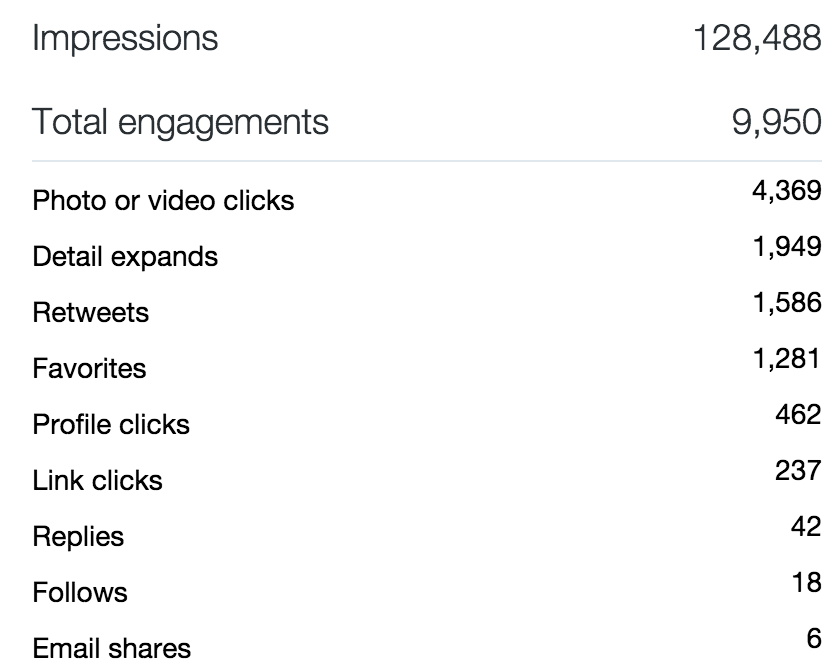 Impressions 128,488
Total engagements 9,950
Photo or video clicks 4,369
Detail expands 1,949
Retweets 1,586
Favorites 1,281
Profile clicks 462
Link clicks 237
Replies 42
Follows 18
Email shares 6